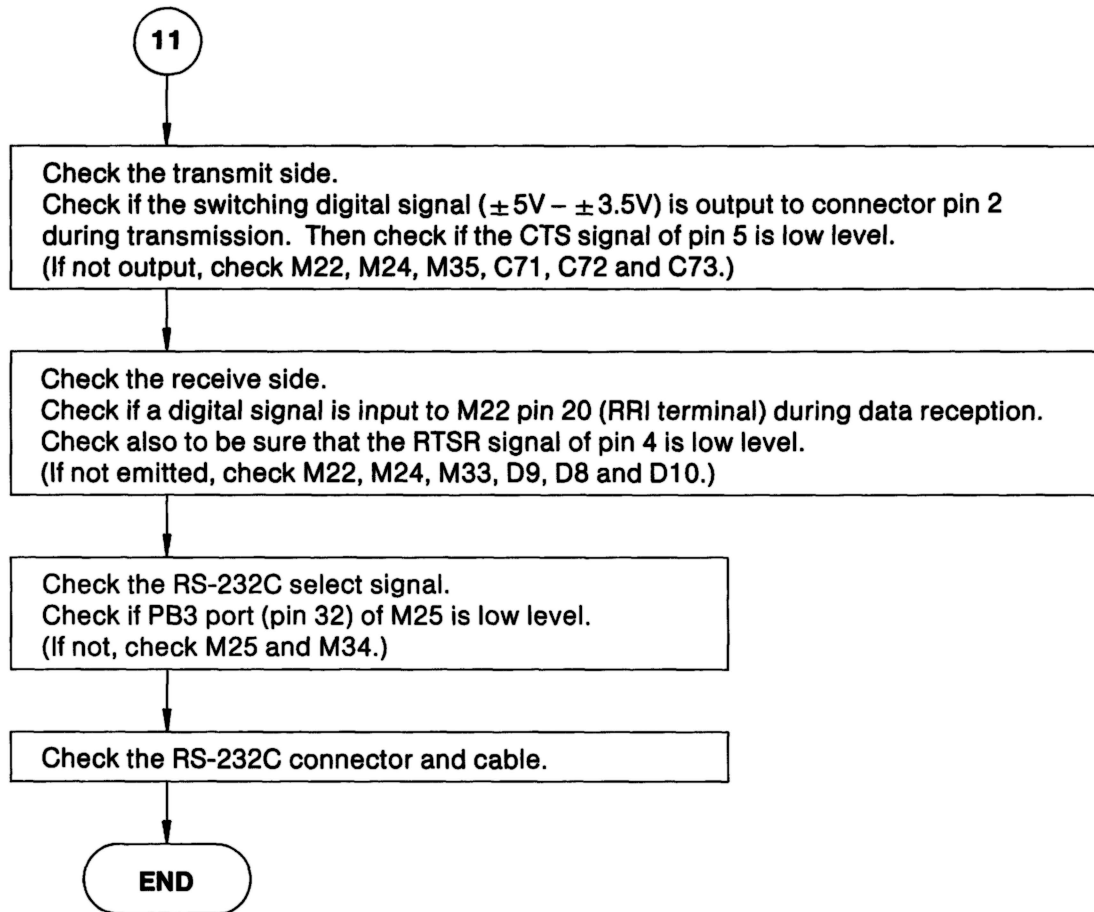 11
Check the transmit side.
Check if the switching digital signal (±5V – ±3.5V) is output to connector pin 2
during transmission. Then check if the CTS signal of pin 5 is low level.
(If not output, check M22, M24, M35, C71, C72 and C73.)
Check the receive side.
Check if a digital signal is input to M22 pin 20 (RRI terminal) during data reception.
Check also to be sure that the RTSR signal of pin 4 is low level.
(If not emitted, check M22, M24, M33, D9, D8 and D10.)
Check the RS-232C select signal.
Check if PB3 port (pin 32) of M25 is low level.
(If not, check M25 and M34.)
Check the RS-232C connector and cable.
END